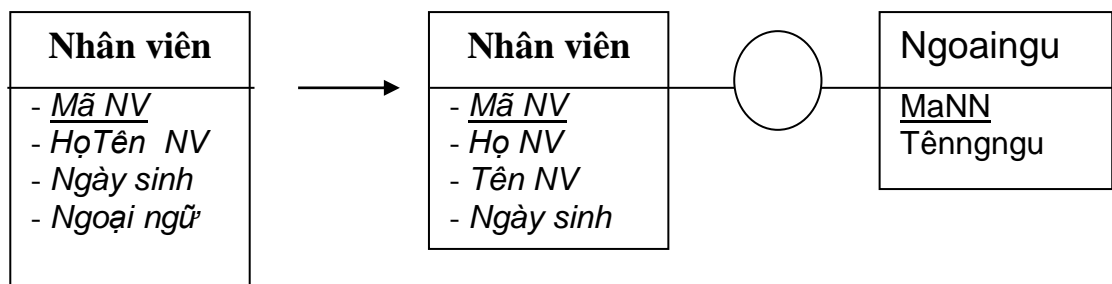 Nhân viên
- Mã NV
- HọTên NV
- Ngày sinh
- Ngoại ngữ
Nhân viên
- Mã NV
- Họ NV
- Tên NV
- Ngày sinh
Ngoaingu
MaNN
Tênngngu